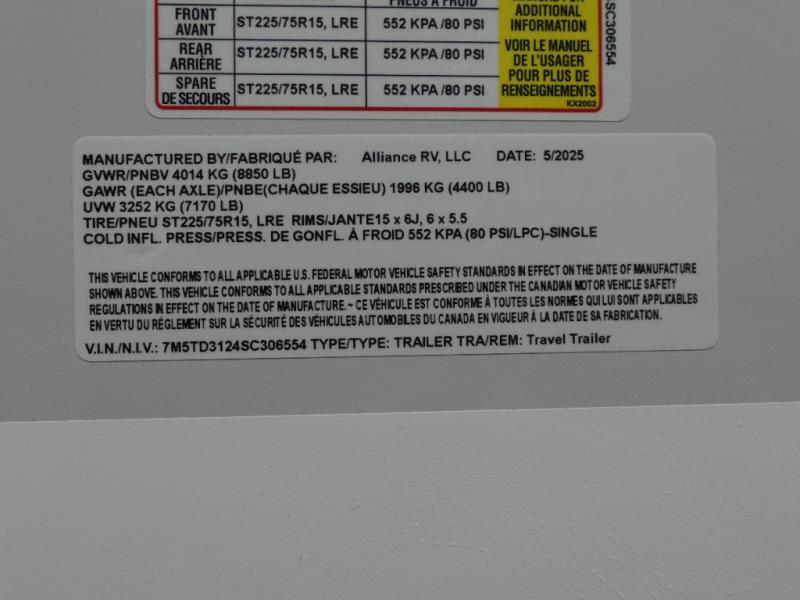 PNEUS À FROID
MANUAL FOR
ADDITIONAL
INFORMATION
FRONT
AVANT
ST225/75R15, LRE
552 KPA /80 PSI
REAR
ARRIÈRE
ST225/75R15, LRE
552 KPA /80 PSI
VOIR LE MANUEL
DE L'USAGER
POUR PLUS DE
RENSEIGNEMENTS
SPARE
DE SECOURS
ST225/75R15, LRE
552 KPA /80 PSI
KX2002
SC306554
MANUFACTURED BY/FABRIQUÉ PAR: Alliance RV, LLC DATE: 5/2025
GVWR/PNBV 4014 KG (8850 LB)
GAWR (EACH AXLE)/PNBE(CHAQUE ESSIEU) 1996 KG (4400 LB)
UVW 3252 KG (7170 LB)
TIRE/PNEU ST225/75R15, LRE RIMS/JANTE15 x 6J, 6 x 5.5
COLD INFL. PRESS/PRESS. DE GONFL. À FROID 552 KPA (80 PSI/LPC)-SINGLE
THIS VEHICLE CONFORMS TO ALL APPLICABLE U.S. FEDERAL MOTOR VEHICLE SAFETY STANDARDS IN EFFECT ON THE DATE OF MANUFACTURE
SHOWN ABOVE. THIS VEHICLE CONFORMS TO ALL APPLICABLE STANDARDS PRESCRIBED UNDER THE CANADIAN MOTOR VEHICLE SAFETY
REGULATIONS IN EFFECT ON THE DATE OF MANUFACTURE.~ CE VÉHICULE EST CONFORME À TOUTES LES NORMES QUI LUI SONT APPLICABLES
EN VERTU DU RÉGLEMENT SUR LA SÉCURITÉ DES VÉHICULES AUTOMOBILES DU CANADA EN VIGUEUR À LA DATE DE SA FABRICATION.
V.I.N./N.I.V.: 7M5TD3124SC306554 TYPE/TYPE: TRAILER TRA/REM: Travel Trailer